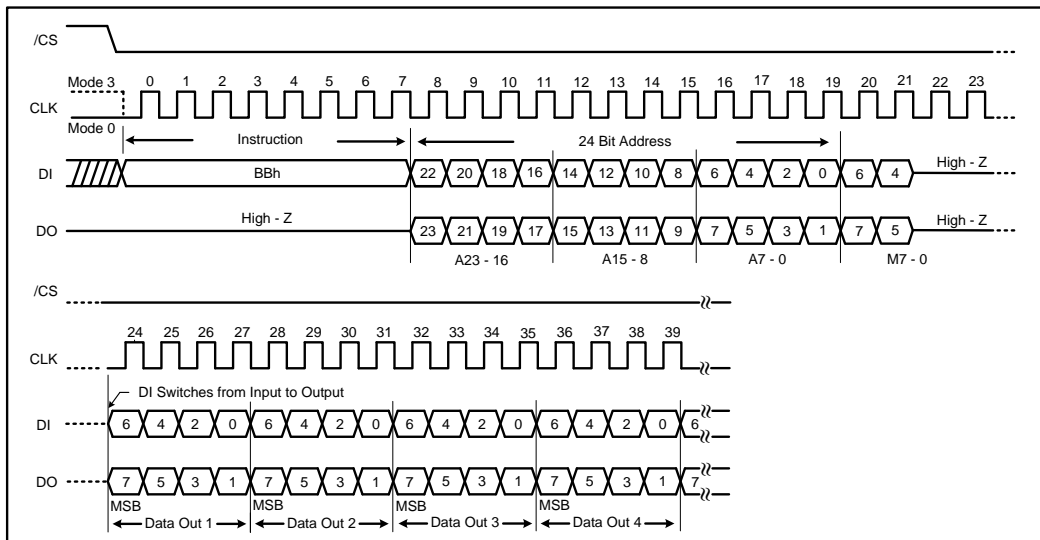 /CS
Mode 3 0 1 2 3 4 5 6 7 8 9 10 11 12 13 14 15 16 17 18 19 20 21 22 23
CLK
Mode 0
Instruction 24 Bit Address
DI BBh 22 20 18 16 14 12 10 8 6 4 2 0 6 4 High - Z
DO High - Z 23 21 19 17 15 13 11 9 7 5 3 1 7 5 High - Z
A23 - 16 A15 - 8 A7 - 0 M7 - 0
/CS
24 25 26 27 28 29 30 31 32 33 34 35 36 37 38 39
CLK
DI Switches from Input to Output
DI 6 4 2 0 6 4 2 0 6 4 2 0 6 4 2 0 6
DO 7 5 3 1 7 5 3 1 7 5 3 1 7 5 3 1 7
MSB MSB MSB MSB
Data Out 1 Data Out 2 Data Out 3 Data Out 4